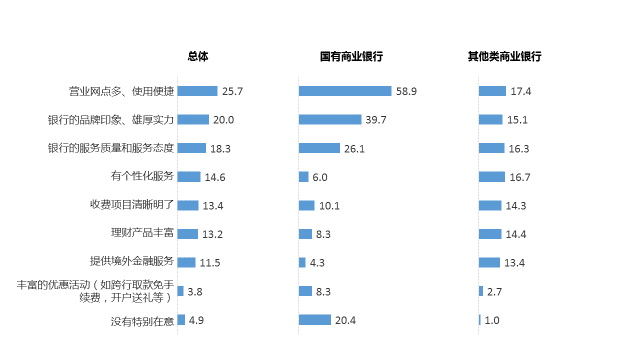 总体 国有商业银行 其他类商业银行
营业网点多、使用便捷 25.7 58.9 17.4
银行的品牌印象、雄厚实力 20.0 39.7 15.1
银行的服务质量和服务态度 18.3 26.1 16.3
有个性化服务 14.6 6.0 16.7
收费项目清晰明了 13.4 10.1 14.3
理财产品丰富 13.2 8.3 14.4
提供境外金融服务 11.5 4.3 13.4
丰富的优惠活动（如跨行取款免手
续费，开户送礼等） 3.8 8.3 2.7
没有特别在意 4.9 20.4 1.0